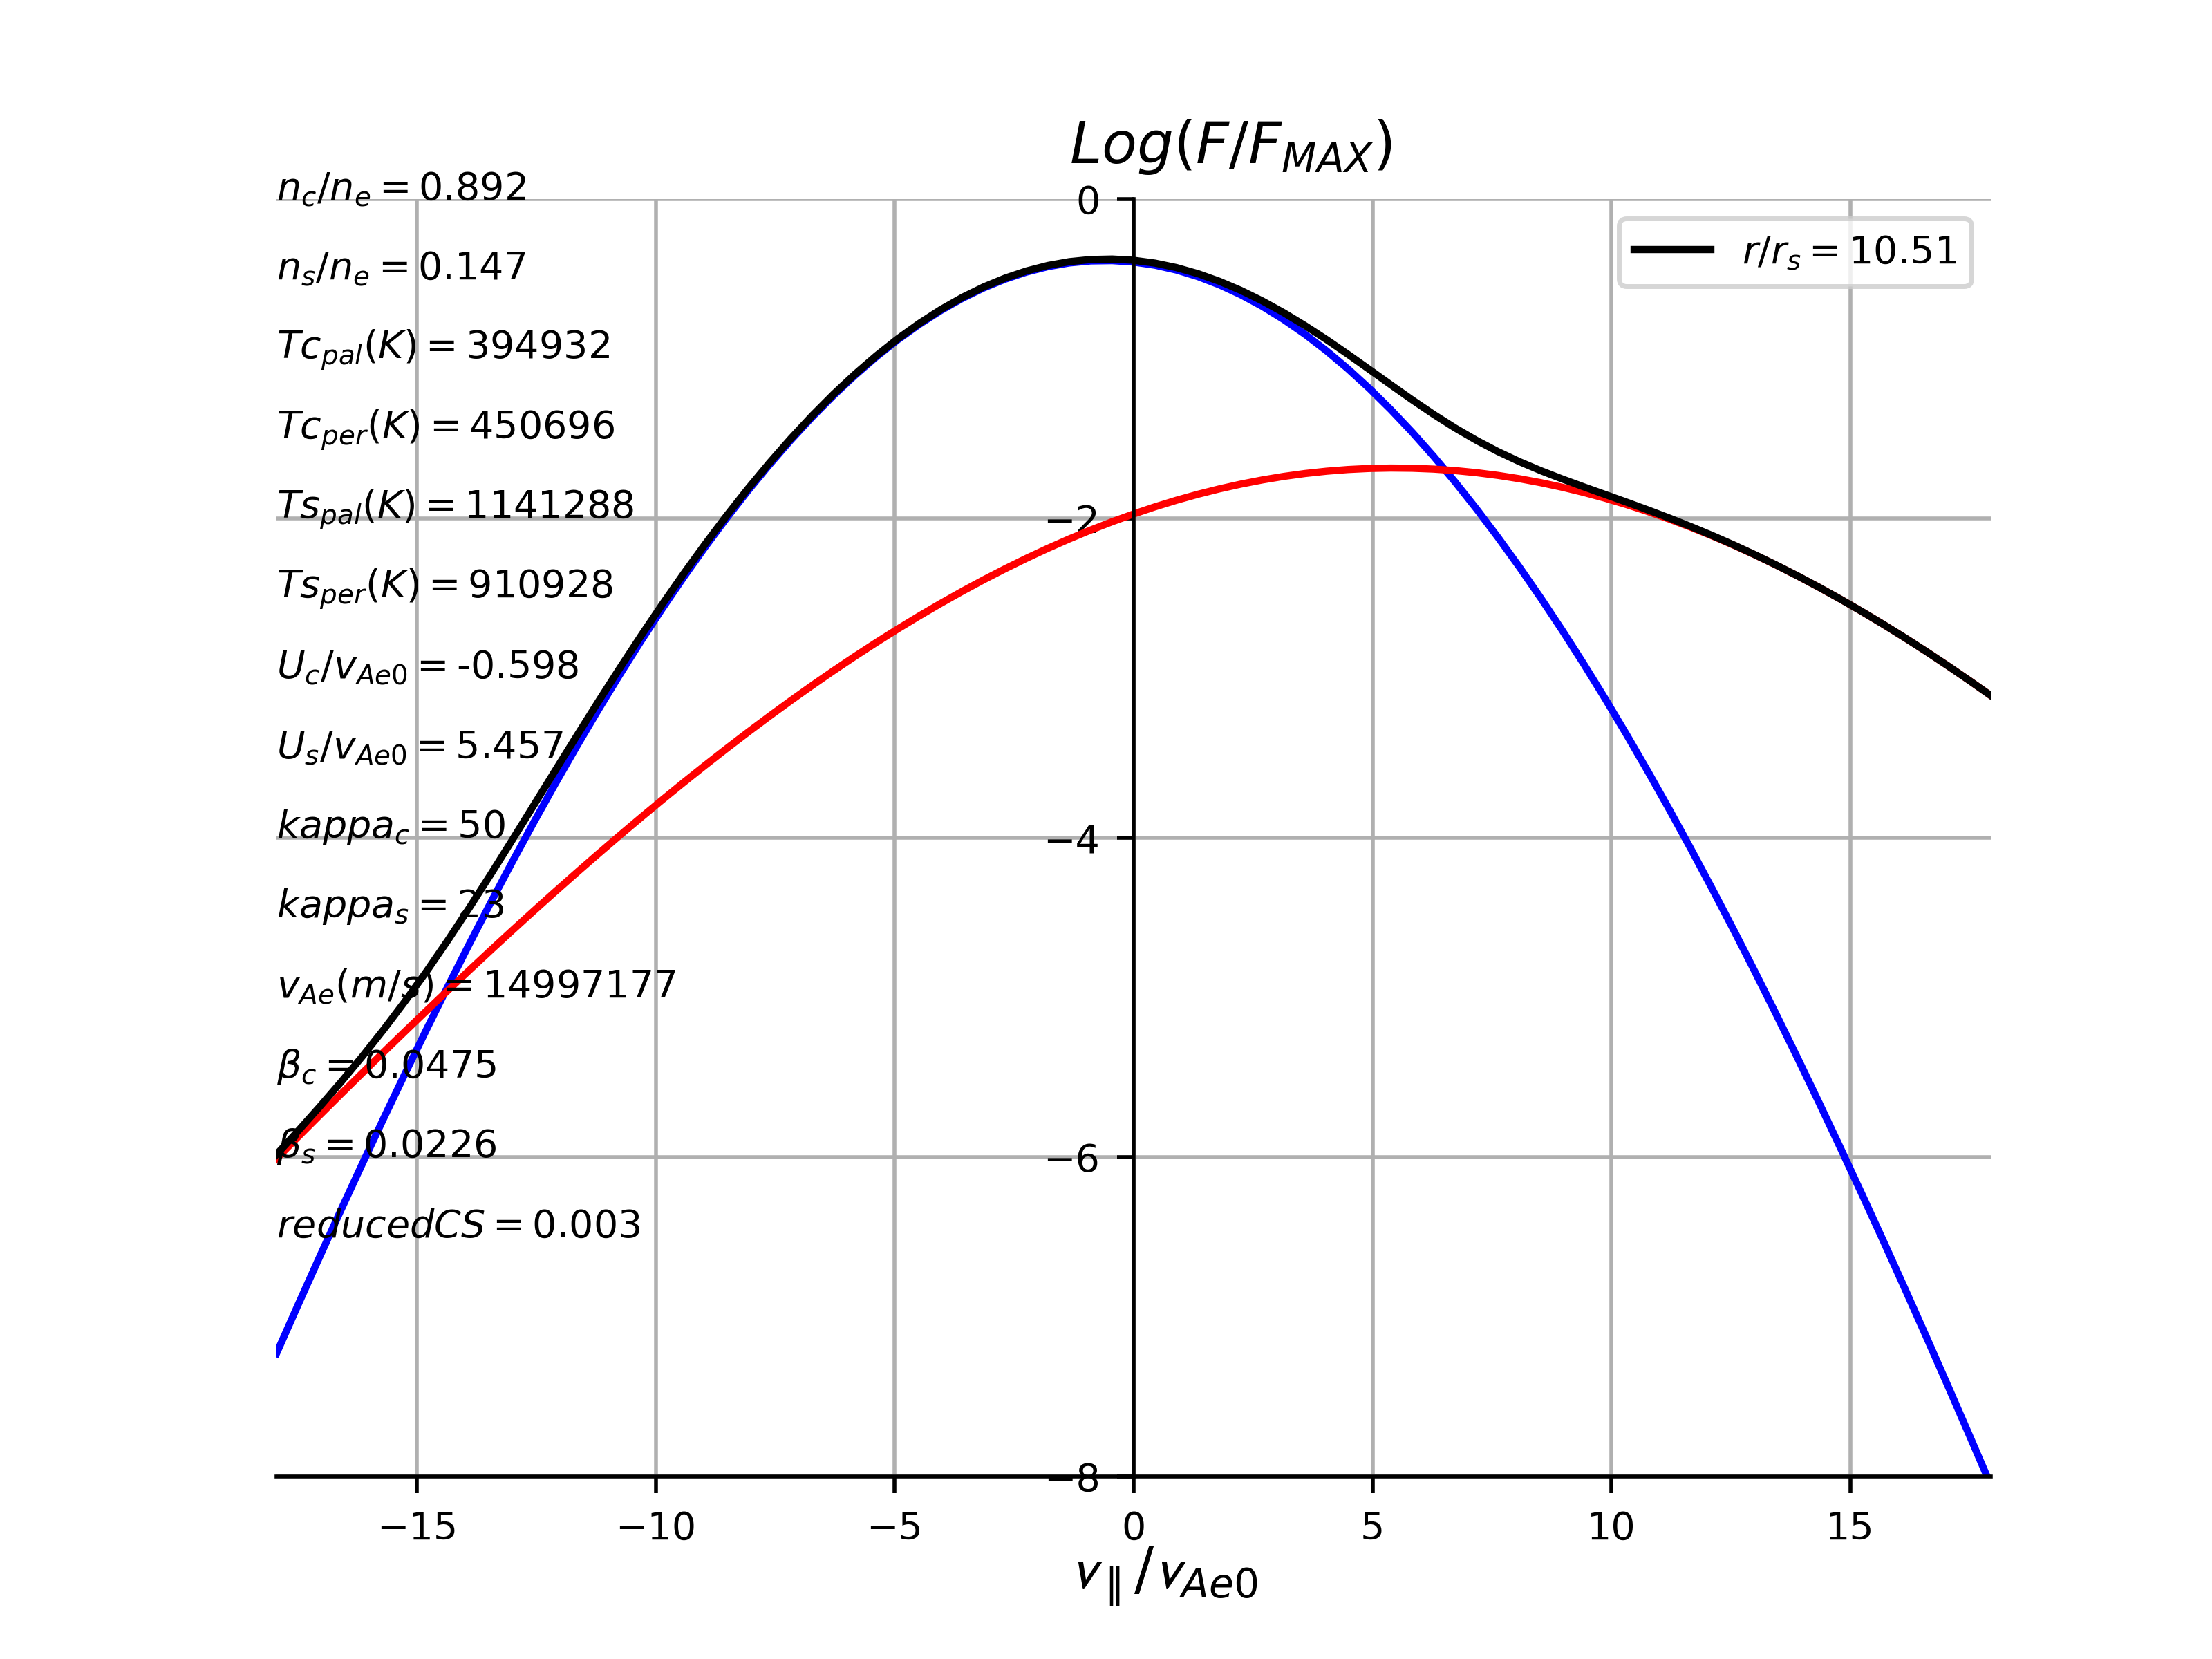 Log(F/F_MAX)
n_c/n_e = 0.892
n_s/n_e = 0.147
Tc_pal(K) = 394932
Tc_per(K) = 450696
Ts_pal(K) = 1141288
Ts_per(K) = 910928
U_c/v_Ae0 = -0.598
U_s/v_Ae0 = 5.457
kappa_c = 50
kappa_s = 23
v_Ae(m/s) = 14997177
β_c = 0.0475
β_s = 0.0226
reducedCS = 0.003
r/r_s = 10.51
0
−2
−4
−6
−8
−15 −10 −5 0 5 10 15
v_∥/v_Ae0